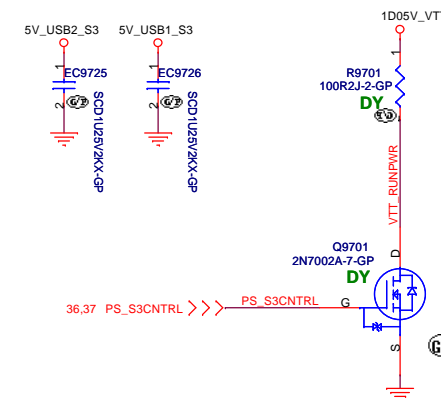 1D05V_VTT
5V_USB2_S3
5V_USB1_S3
1
1
1
EC9725
EC9726
R9701
100R2J-2-GP
DY
2
2
SCD1U25V2KX-GP
SCD1U25V2KX-GP
VTT_RUNPWR
D
Q9701
2N7002A-7-GP
DY
36,37 PS_S3CNTRL
PS_S3CNTRL
G
S
G